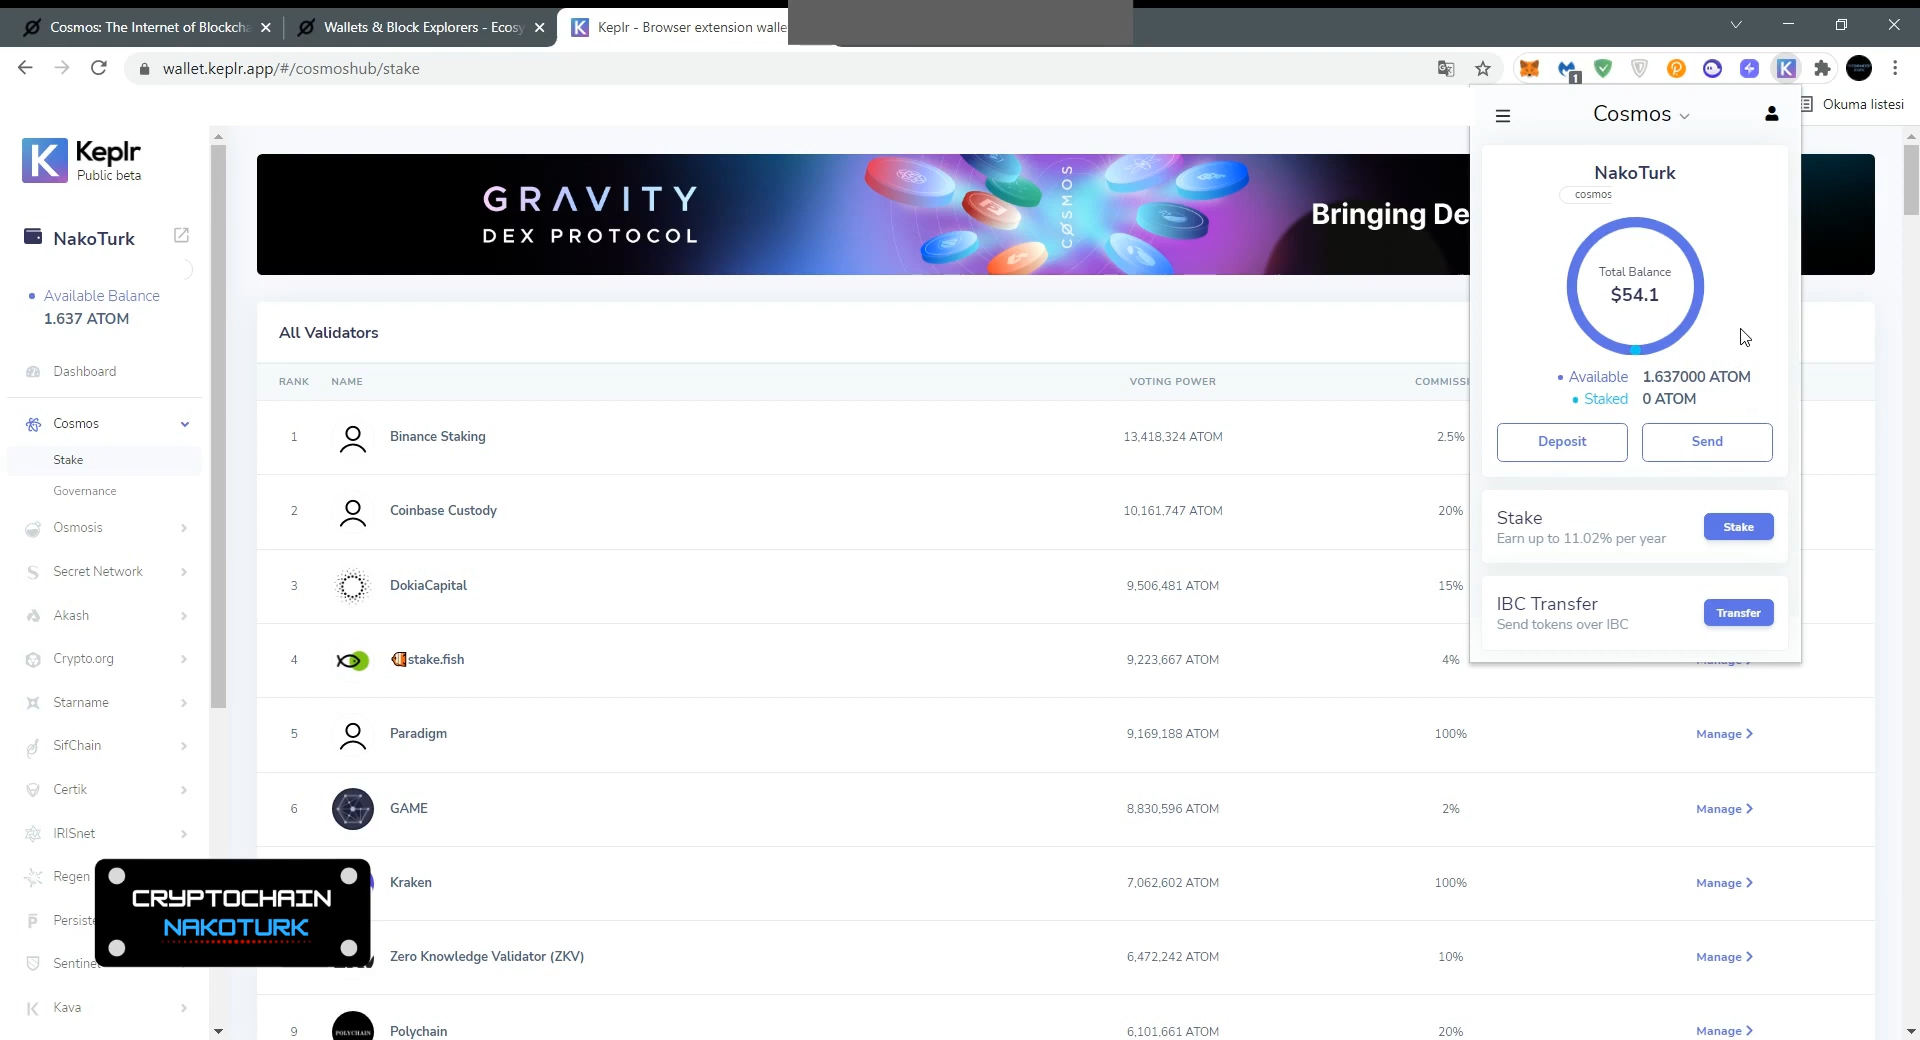 Cosmos: The Internet of Blockcha
Wallets & Block Explorers - Ecosy
Keplr - Browser extension walle
wallet.keplr.app/#/cosmoshub/stake
1
Okuma listesi
Keplr
Public beta
NakoTurk
Available Balance
1.637 ATOM
Dashboard
Cosmos
Stake
Governance
Osmosis
Secret Network
Akash
Crypto.org
Starname
SifChain
Certik
IRISnet
Regen
Persiste
Sentinel
Kava
CRYPTOCHAIN
NAKOTURK
GRAVITY
DEX PROTOCOL
COSMOS
Bringing De
All Validators
RANK NAME VOTING POWER COMMISSI
1 Binance Staking 13,418,324 ATOM 2.5%
2 Coinbase Custody 10,161,747 ATOM 20%
3 DokiaCapital 9,506,481 ATOM 15%
4 🐠stake.fish 9,223,667 ATOM 4%
5 Paradigm 9,169,188 ATOM 100% Manage
6 GAME 8,830,596 ATOM 2% Manage
Kraken 7,062,602 ATOM 100% Manage
Zero Knowledge Validator (ZKV) 6,472,242 ATOM 10% Manage
9 POLYCHAIN Polychain 6,101,661 ATOM 20% Manage
Cosmos
NakoTurk
cosmos
Total Balance
$54.1
Available 1.637000 ATOM
Staked 0 ATOM
Deposit Send
Stake
Earn up to 11.02% per year
Stake
IBC Transfer
Send tokens over IBC
Transfer